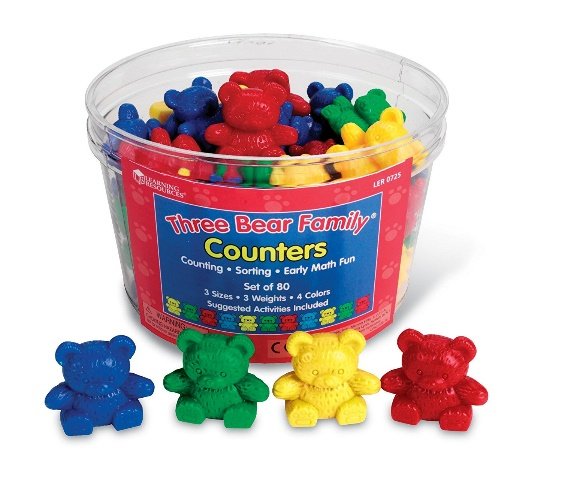 LEARNING
RESOURCES®
LER 0725
Three Bear Family®
Counters
Counting • Sorting • Early Math Fun
Set of 80
3 Sizes • 3 Weights • 4 Colors
Suggested Activities Included
WARNING
CE